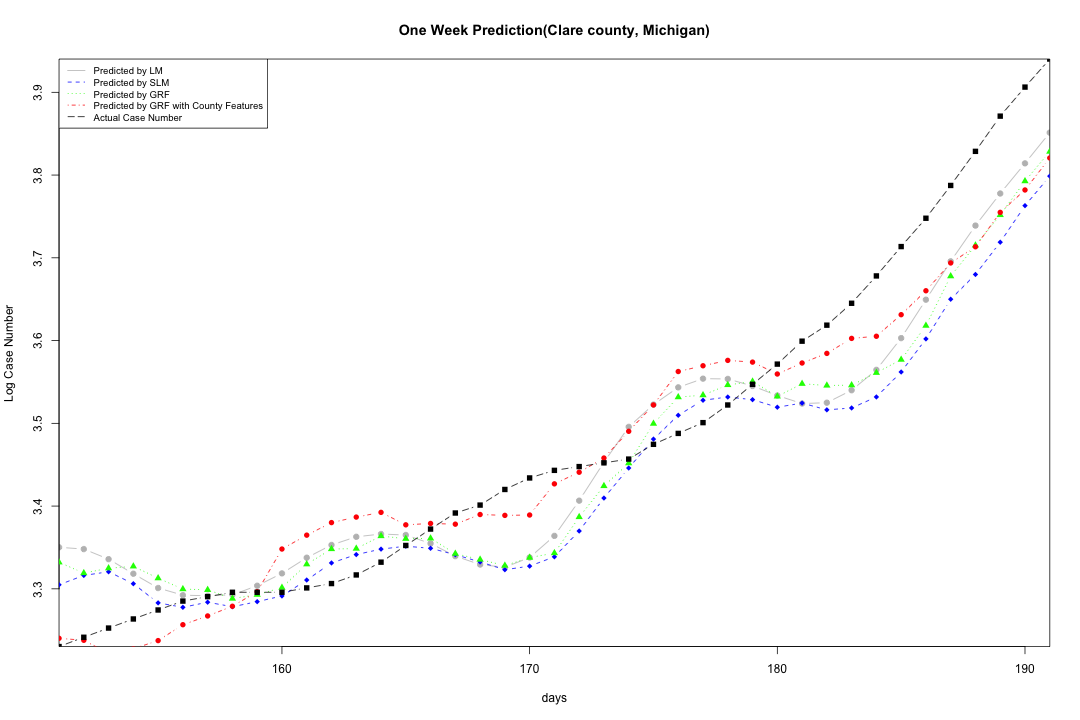 One Week Prediction(Clare county, Michigan)
Predicted by LM
Predicted by SLM
Predicted by GRF
Predicted by GRF with County Features
Actual Case Number
Log Case Number
3.9
3.8
3.7
3.6
3.5
3.4
3.3
160 170 180 190
days